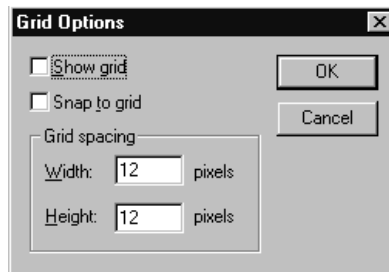 Grid Options
Show grid
OK
Snap to grid
Cancel
Grid spacing
Width: 12 pixels
Height: 12 pixels